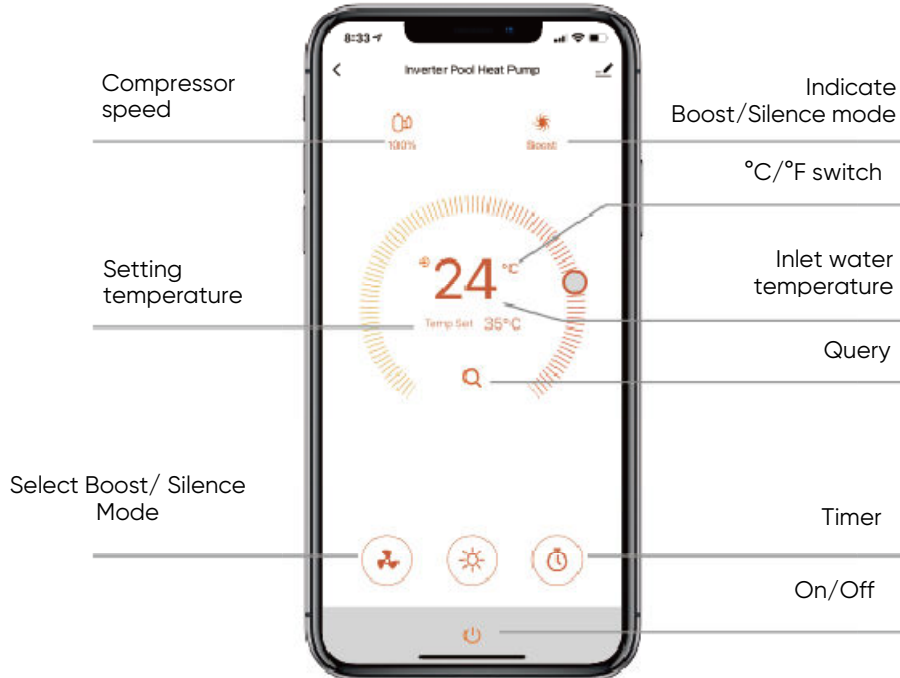 8:33
Inverter Pool Heat Pump
Compressor
speed
Indicate
Boost/Silence mode
100%
Boost
°C/°F switch
24 °C
Inlet water
temperature
Setting
temperature
Temp Set 35°C
Query
Select Boost/ Silence
Mode
Timer
On/Off